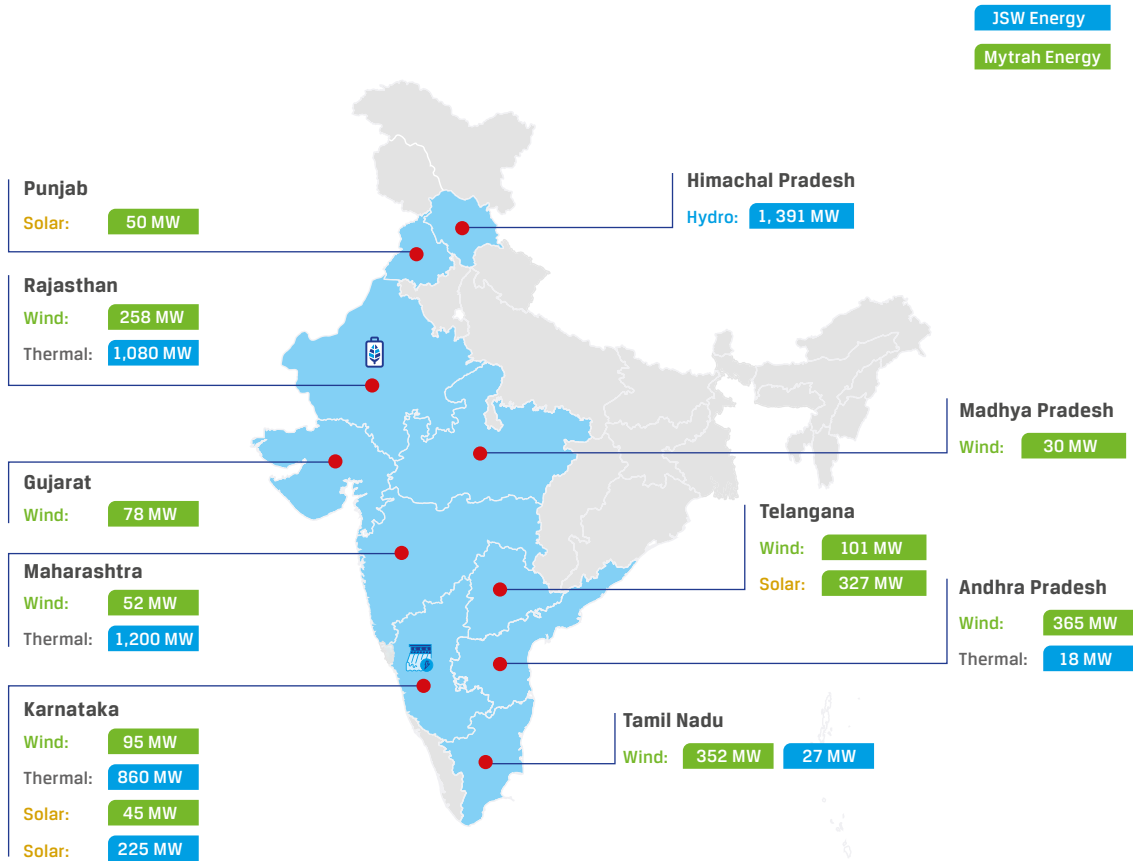 JSW Energy
Mytrah Energy
Punjab
Solar: 50 MW
Himachal Pradesh
Hydro: 1, 391 MW
Rajasthan
Wind: 258 MW
Thermal: 1,080 MW
Madhya Pradesh
Wind: 30 MW
Gujarat
Wind: 78 MW
Telangana
Wind: 101 MW
Solar: 327 MW
Maharashtra
Wind: 52 MW
Thermal: 1,200 MW
Andhra Pradesh
Wind: 365 MW
Thermal: 18 MW
Karnataka
Wind: 95 MW
Thermal: 860 MW
Solar: 45 MW
Solar: 225 MW
Tamil Nadu
Wind: 352 MW 27 MW